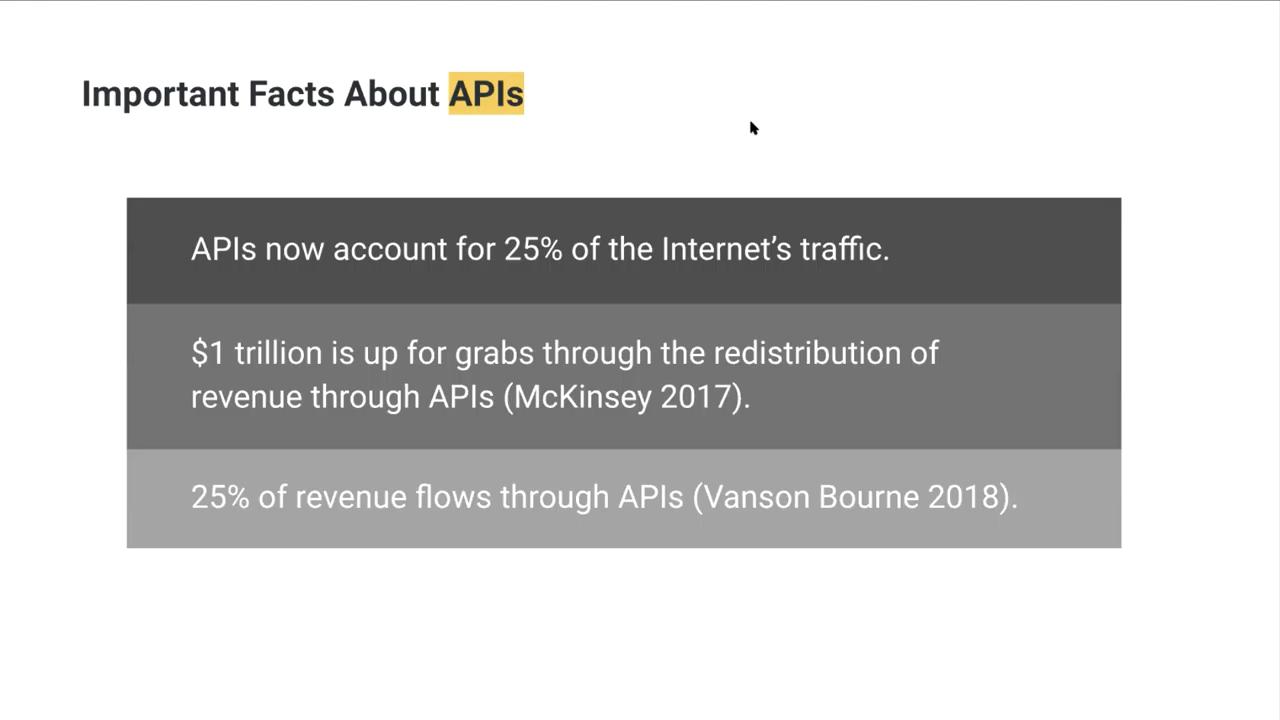 Important Facts About APIs
APIs now account for 25% of the Internet’s traffic.
$1 trillion is up for grabs through the redistribution of
revenue through APIs (McKinsey 2017).
25% of revenue flows through APIs (Vanson Bourne 2018).